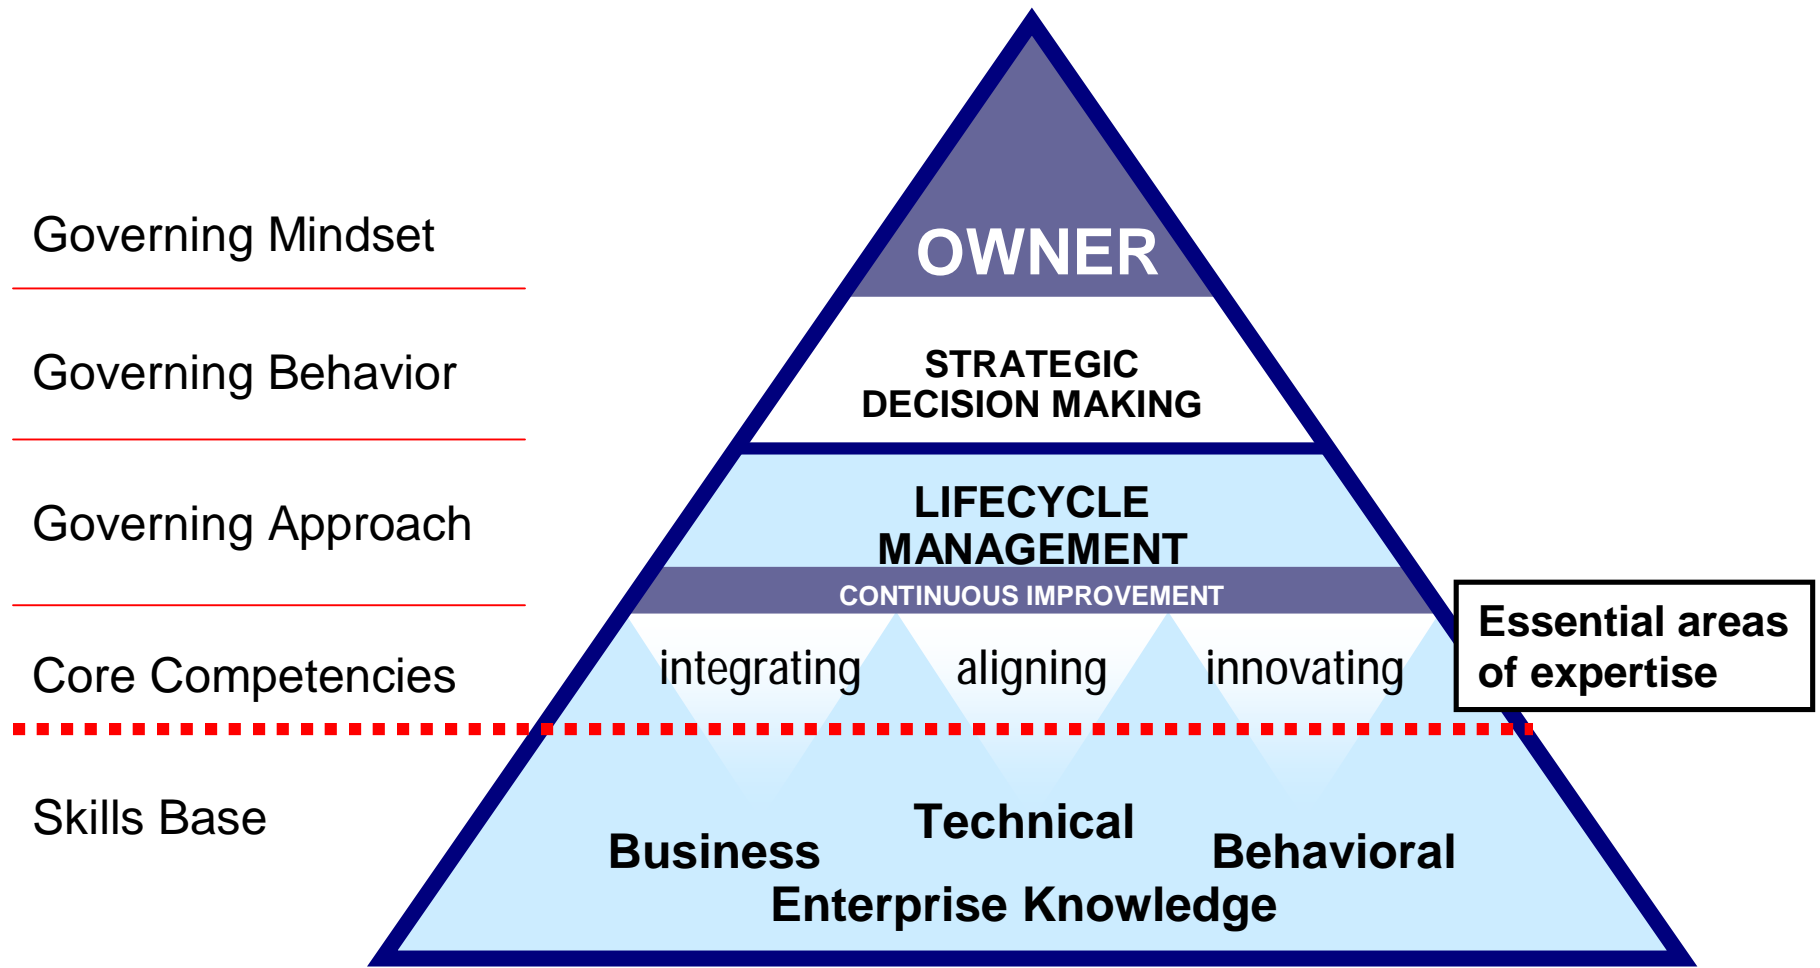 Governing Mindset
OWNER
Governing Behavior
STRATEGIC
DECISION MAKING
Governing Approach
LIFECYCLE
MANAGEMENT
CONTINUOUS IMPROVEMENT
Essential areas
of expertise
Core Competencies
integrating aligning innovating
Skills Base
Business Technical Behavioral
Enterprise Knowledge